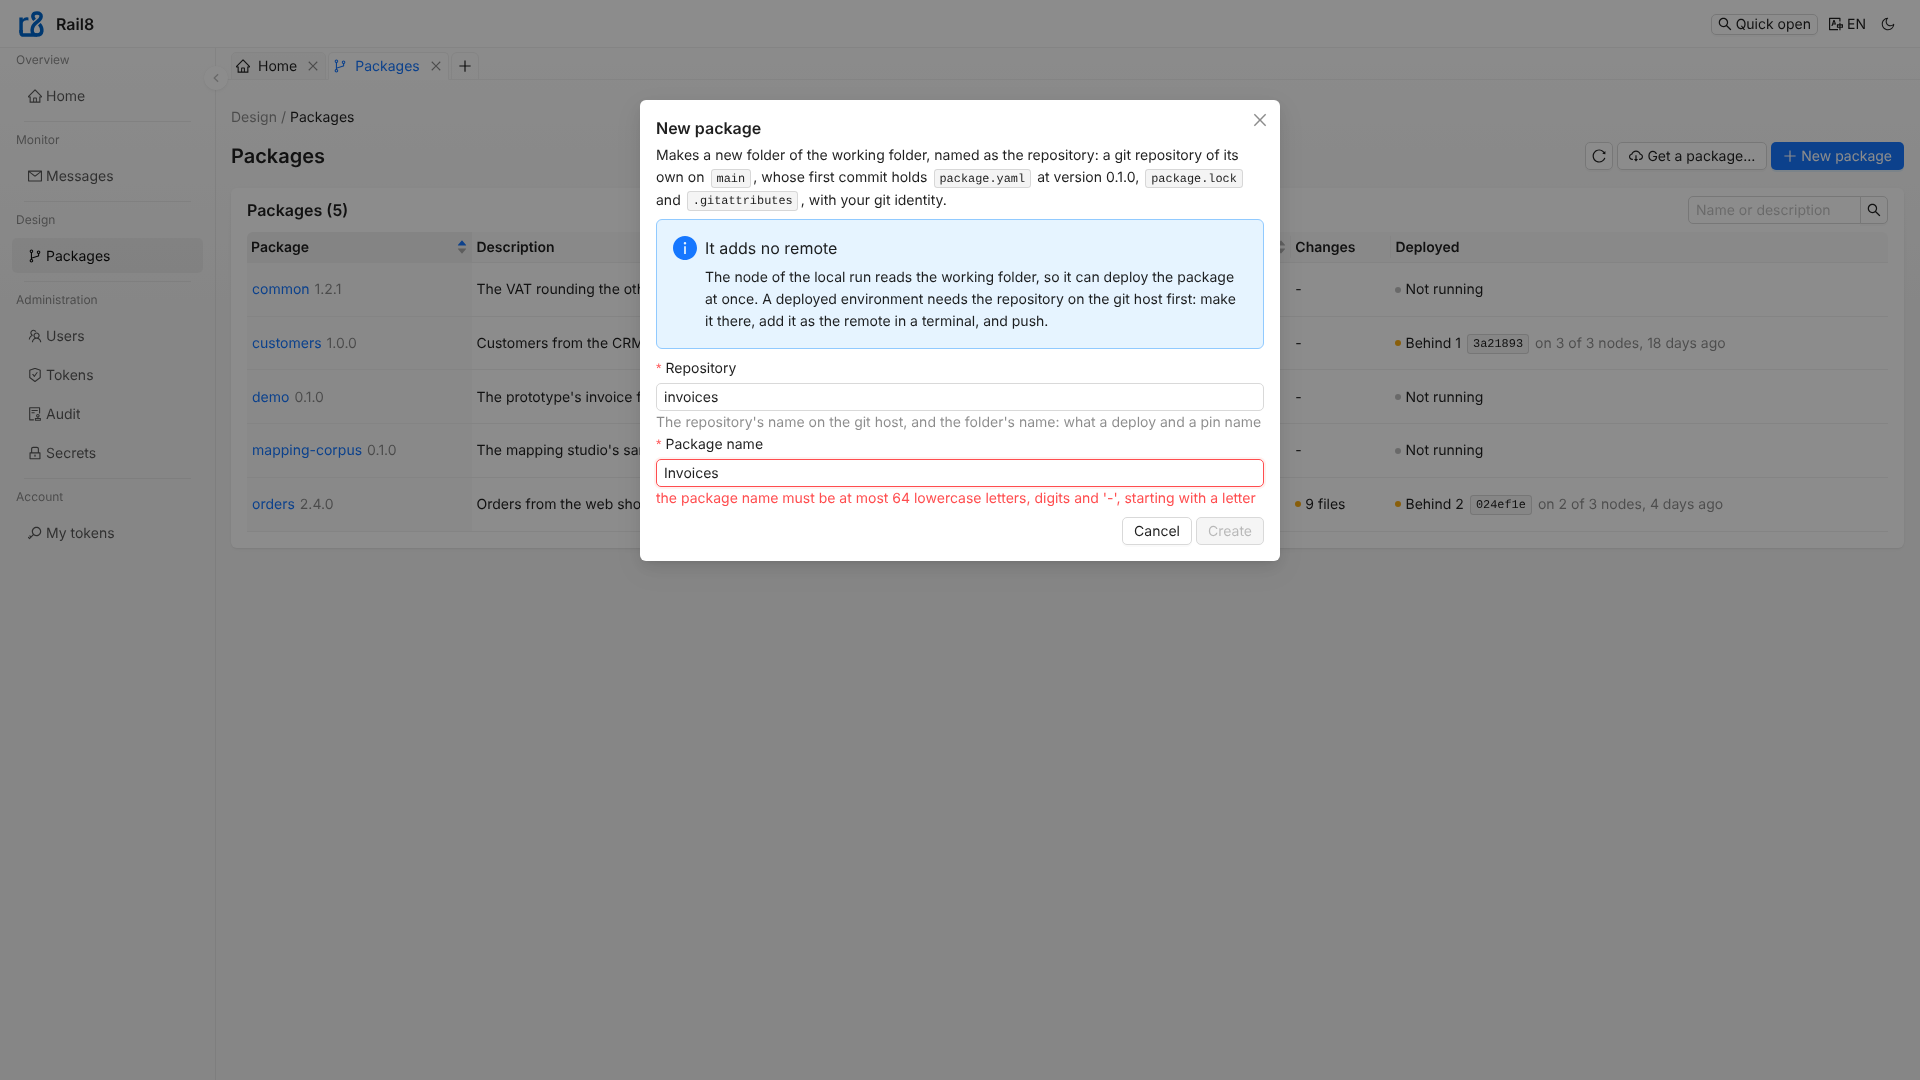 r8 Rail8
Quick open
EN
Overview
Home
Monitor
Messages
Design
Packages
Administration
Users
Tokens
Audit
Secrets
Account
My tokens
Home
Packages
Design / Packages
Packages
Get a package...
New package
Packages (5)
Name or description
Package Description Changes Deployed
common 1.2.1 The VAT rounding the oth - Not running
customers 1.0.0 Customers from the CRM - Behind 1 3a21893 on 3 of 3 nodes, 18 days ago
demo 0.1.0 The prototype's invoice f - Not running
mapping-corpus 0.1.0 The mapping studio's sa - Not running
orders 2.4.0 Orders from the web sho 9 files Behind 2 024ef1e on 2 of 3 nodes, 4 days ago
New package
Makes a new folder of the working folder, named as the repository: a git repository of its
own on main, whose first commit holds package.yaml at version 0.1.0, package.lock
and .gitattributes, with your git identity.
It adds no remote
The node of the local run reads the working folder, so it can deploy the package
at once. A deployed environment needs the repository on the git host first: make
it there, add it as the remote in a terminal, and push.
* Repository
invoices
The repository's name on the git host, and the folder's name: what a deploy and a pin name
* Package name
Invoices
the package name must be at most 64 lowercase letters, digits and '-', starting with a letter
Cancel
Create